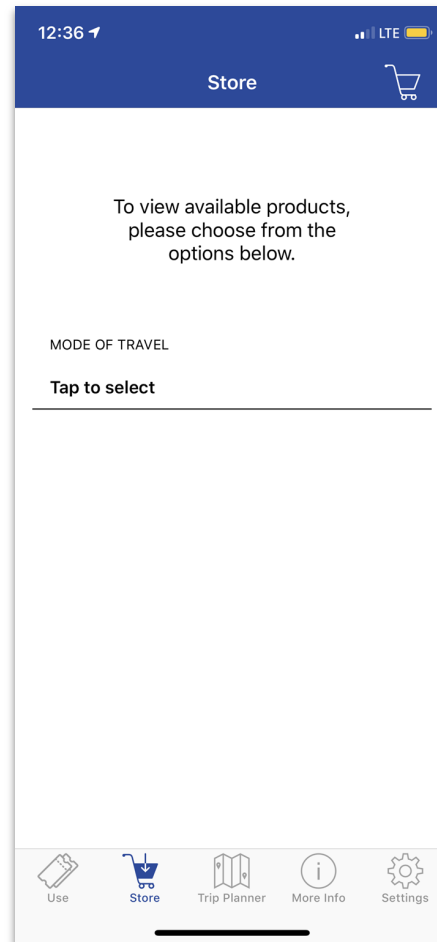 12:36
LTE
Store
To view available products,
please choose from the
options below.
MODE OF TRAVEL
Tap to select
Use
Store
Trip Planner
More Info
Settings